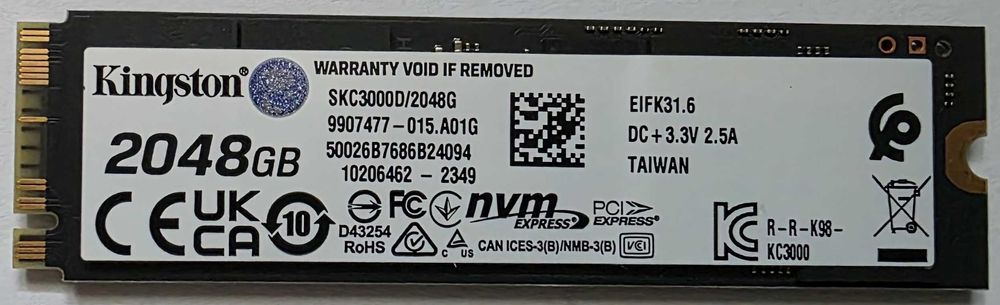 Kingston®
WARRANTY VOID IF REMOVED
SKC3000D/2048G
9907477-015.A01G
50026B7686B24094
10206462 - 2349
2048GB
EIFK31.6
DC+3.3V 2.5A
TAIWAN
CE UK CA 10
D43254
RoHS
FC
nvm EXPRESS
PCI EXPRESS®
c US
CAN ICES-3(B)/NMB-3(B)
VCI
KC
R-R-K98-
KC3000